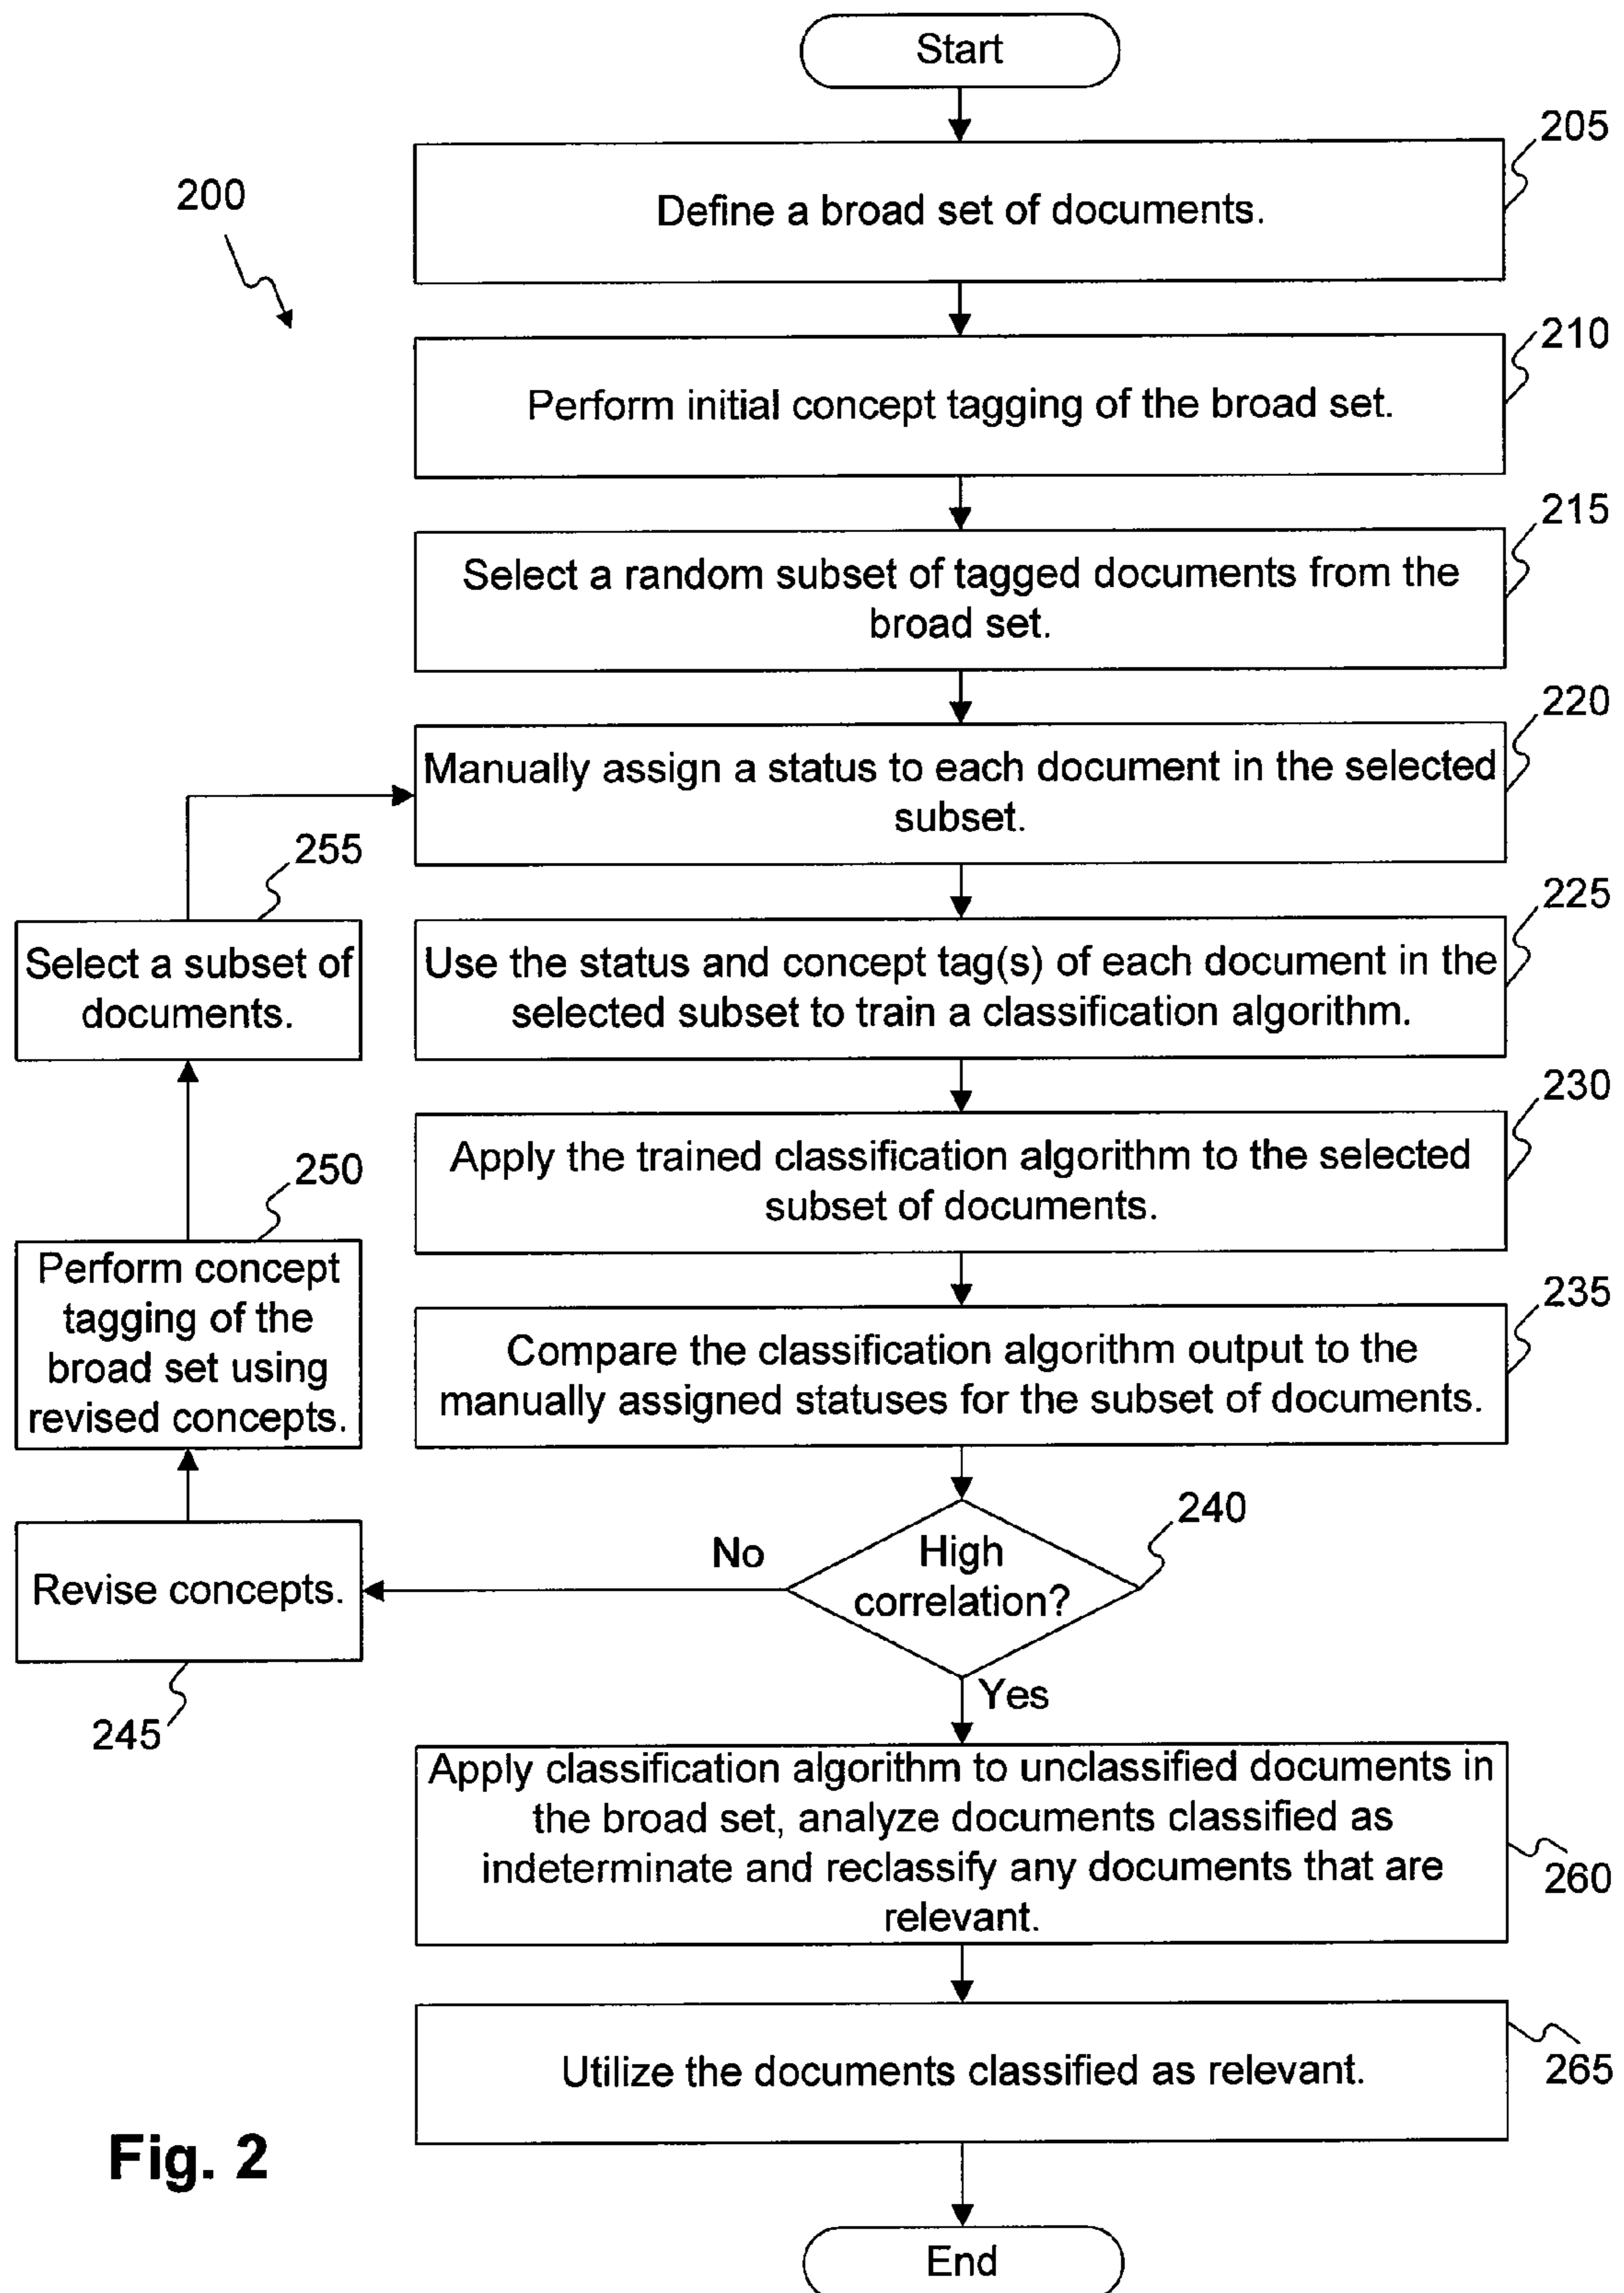 Start
205
200
Define a broad set of documents.
210
Perform initial concept tagging of the broad set.
215
Select a random subset of tagged documents from the
broad set.
220
Manually assign a status to each document in the selected
subset.
255
225
Select a subset of
documents.
Use the status and concept tag(s) of each document in the
selected subset to train a classification algorithm.
230
Apply the trained classification algorithm to the selected
subset of documents.
250
Perform concept
tagging of the
broad set using
revised concepts.
235
Compare the classification algorithm output to the
manually assigned statuses for the subset of documents.
240
High
correlation?
No
Revise concepts.
245
Yes
Apply classification algorithm to unclassified documents in
the broad set, analyze documents classified as
indeterminate and reclassify any documents that are
relevant.
260
Utilize the documents classified as relevant.
265
Fig. 2
End